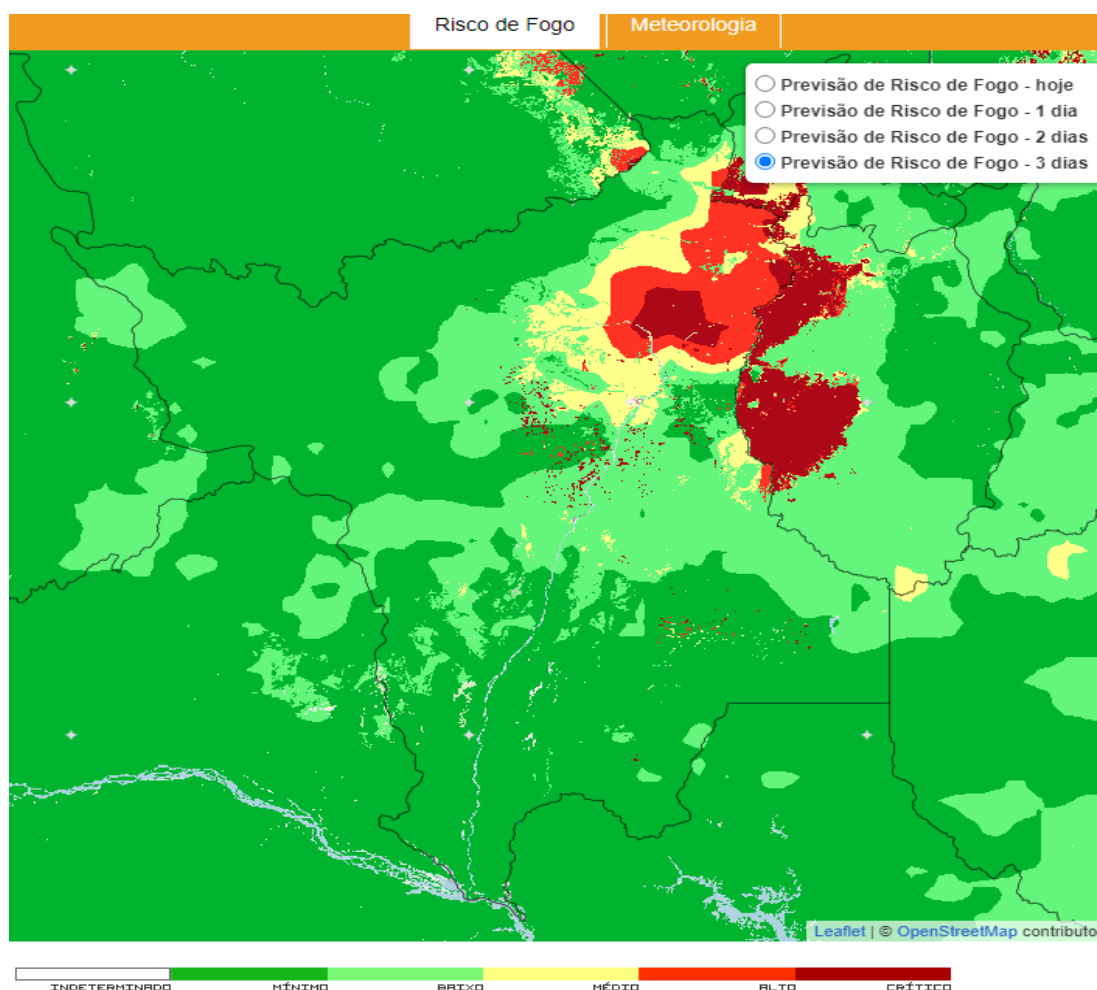 Risco de Fogo
Meteorologia
Previsão de Risco de Fogo - hoje
Previsão de Risco de Fogo - 1 dia
Previsão de Risco de Fogo - 2 dias
Previsão de Risco de Fogo - 3 dias
Leaflet | © OpenStreetMap contributo
INDETERMINADO MÍNIMO BAIXO MÉDIO ALTO CRÍTICO